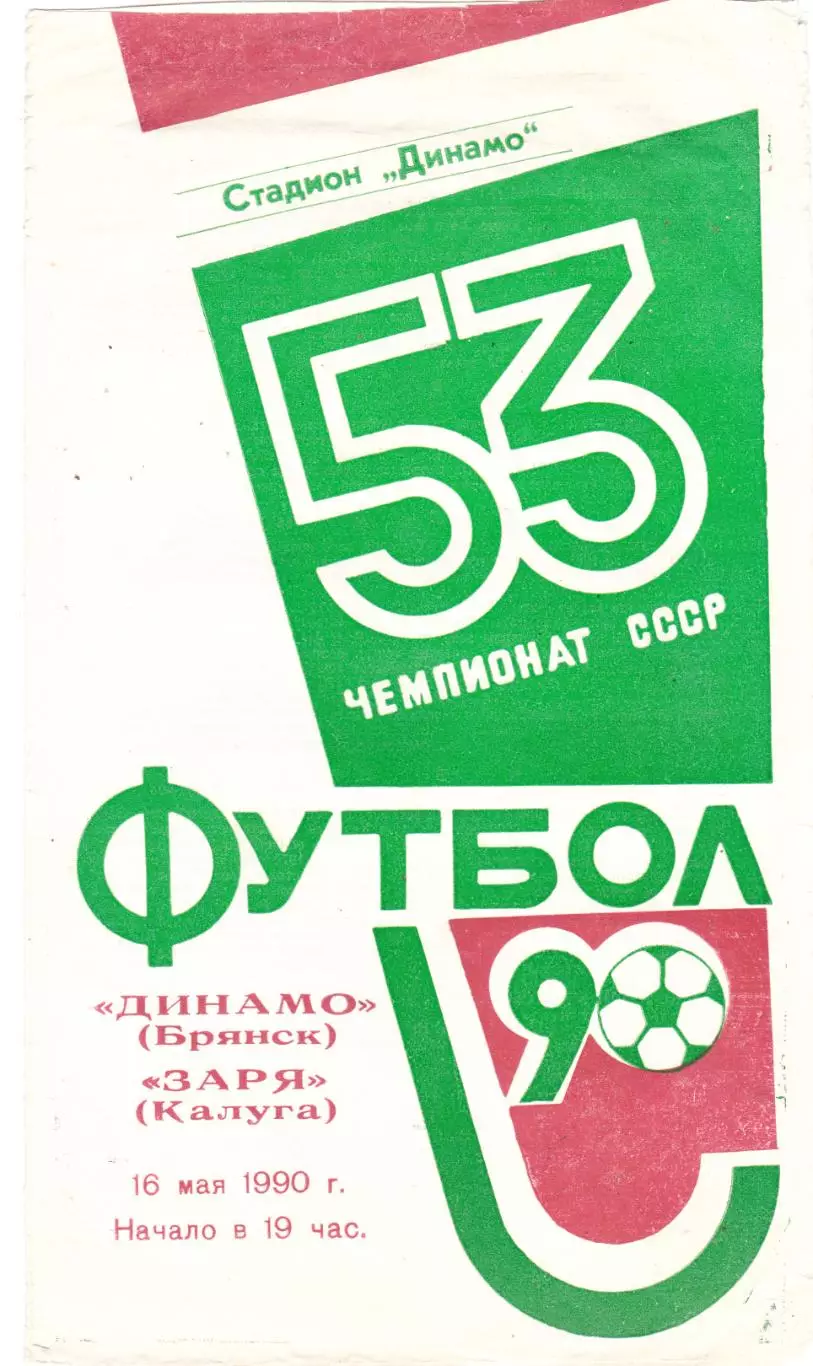 Стадион „Динамо“
53
ЧЕМПИОНАТ СССР
ФУТБОЛ
90
«ДИНАМО»
(Брянск)
«ЗАРЯ»
(Калуга)
16 мая 1990 г.
Начало в 19 час.